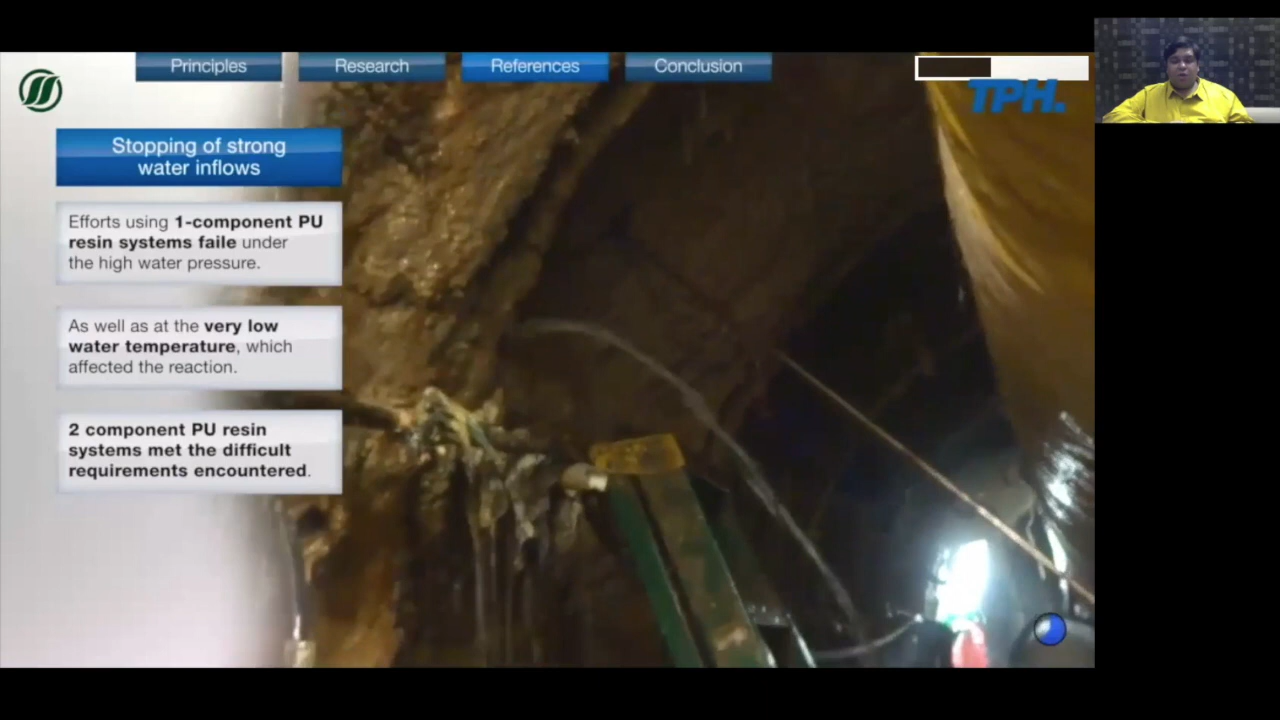 Principles
Research
References
Conclusion
TPH.
Stopping of strong
water inflows
Efforts using 1-component PU
resin systems faile under
the high water pressure.
As well as at the very low
water temperature, which
affected the reaction.
2 component PU resin
systems met the difficult
requirements encountered.